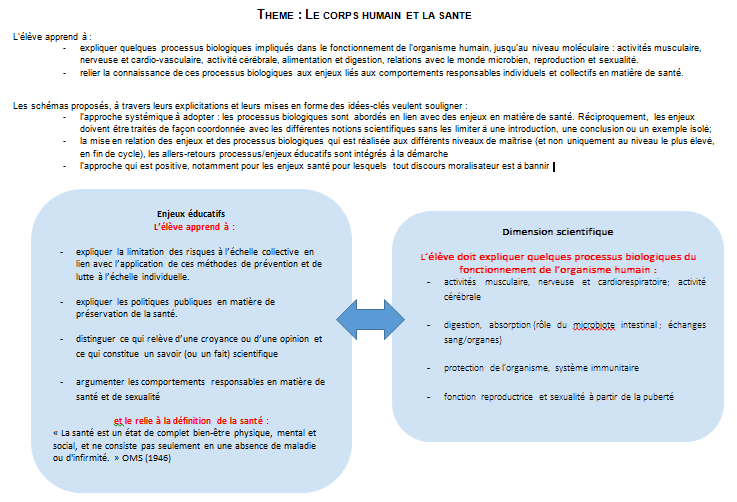 THEME : LE CORPS HUMAIN ET LA SANTE
L'élève apprend à :
- expliquer quelques processus biologiques impliqués dans le fonctionnement de l'organisme humain, jusqu'au niveau moléculaire : activités musculaire,
nerveuse et cardio-vasculaire, activité cérébrale, alimentation et digestion, relations avec le monde microbien, reproduction et sexualité.
- relier la connaissance de ces processus biologiques aux enjeux liés aux comportements responsables individuels et collectifs en matière de santé.
Les schémas proposés, à travers leurs explicitations et leurs mises en forme des idées-clés veulent souligner :
- l'approche systémique à adopter : les processus biologiques sont abordés en lien avec des enjeux en matière de santé. Réciproquement, les enjeux
doivent être traités de façon coordonnée avec les différentes notions scientifiques sans les limiter à une introduction, une conclusion ou un exemple isolé;
- la mise en relation des enjeux et des processus biologiques qui est réalisée aux différents niveaux de maîtrise (et non uniquement au niveau le plus élevé,
en fin de cycle), les allers-retours processus/enjeux éducatifs sont intégrés à la démarche
- l'approche qui est positive, notamment pour les enjeux santé pour lesquels tout discours moralisateur est à bannir
Enjeux éducatifs
L'élève apprend à :
- expliquer la limitation des risques à l'échelle collective en
lien avec l'application de ces méthodes de prévention et de
lutte à l'échelle individuelle.
- expliquer les politiques publiques en matière de
préservation de la santé.
- distinguer ce qui relève d'une croyance ou d'une opinion et
ce qui constitue un savoir (ou un fait) scientifique
- argumenter les comportements responsables en matière de
santé et de sexualité
et le relie à la définition de la santé :
« La santé est un état de complet bien-être physique, mental et
social, et ne consiste pas seulement en une absence de maladie
ou d'infirmité. » OMS (1946)
Dimension scientifique
L'élève doit expliquer quelques processus biologiques du
fonctionnement de l'organisme humain :
- activités musculaire, nerveuse et cardiorespiratoire; activité
cérébrale
- digestion, absorption (rôle du microbiote intestinal ; échanges
sang/organes)
- protection de l'organisme, système immunitaire
- fonction reproductrice et sexualité à partir de la puberté